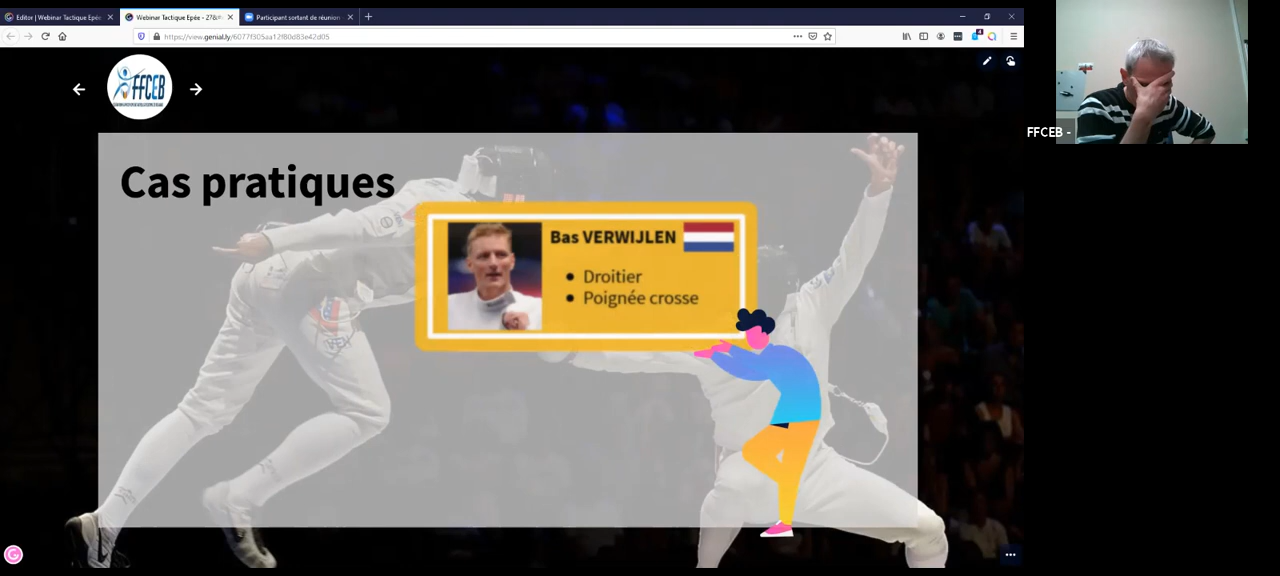 Editor | Webinar Tactique Epée
Webinar Tactique Epée - 27&
Participant sortant de réunion
https://view.genial.ly/6077f305aa12f80d83e42d05
FFCEB
Cas pratiques
Bas VERWIJLEN
• Droitier
• Poignée crosse
VEN
FFCEB -